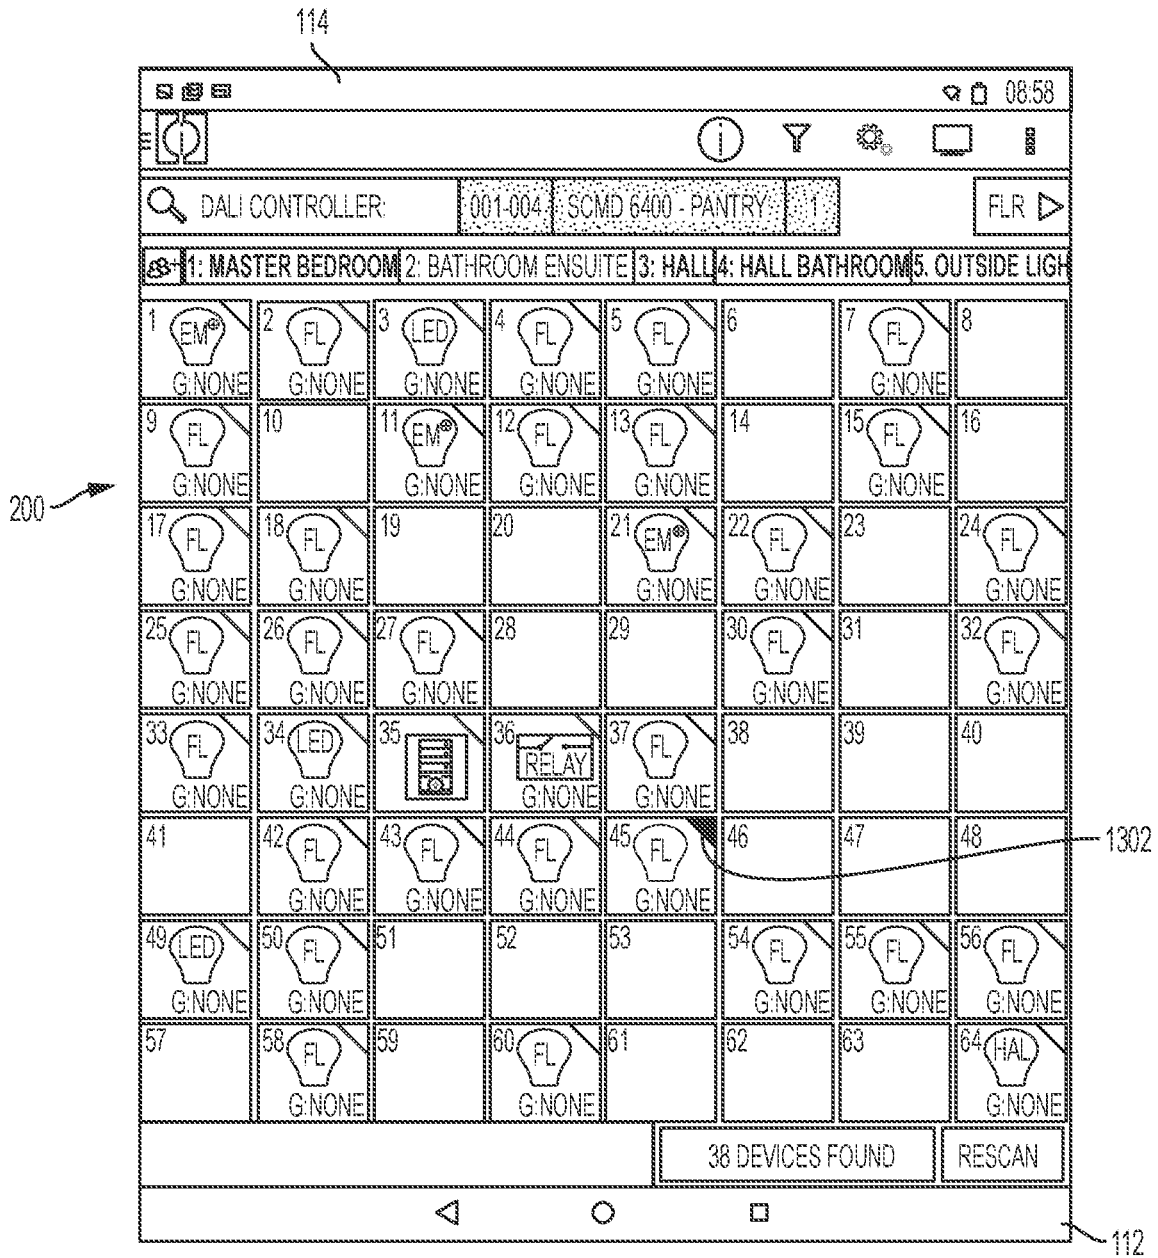 114
08:58
DALI CONTROLLER: 001-004 SCMD 6400 - PANTRY 1 FLR
1: MASTER BEDROOM 2: BATHROOM ENSUITE 3: HALL 4: HALL BATHROOM 5. OUTSIDE LIGH
1 2 3 4 5 6 7 8
EM FL LED FL FL FL
G:NONE G:NONE G:NONE G:NONE G:NONE G:NONE
9 10 11 12 13 14 15 16
FL EM FL FL FL
G:NONE G:NONE G:NONE G:NONE G:NONE
200
17 18 19 20 21 22 23 24
FL FL EM FL FL
G:NONE G:NONE G:NONE G:NONE G:NONE
25 26 27 28 29 30 31 32
FL FL FL FL FL
G:NONE G:NONE G:NONE G:NONE G:NONE
33 34 35 36 37 38 39 40
FL LED RELAY FL
G:NONE G:NONE G:NONE G:NONE
41 42 43 44 45 46 47 48
1302
FL FL FL FL
G:NONE G:NONE G:NONE G:NONE
49 50 51 52 53 54 55 56
LED FL FL FL FL
G:NONE G:NONE G:NONE G:NONE G:NONE
57 58 59 60 61 62 63 64
FL FL HAL
G:NONE G:NONE G:NONE
38 DEVICES FOUND RESCAN
112